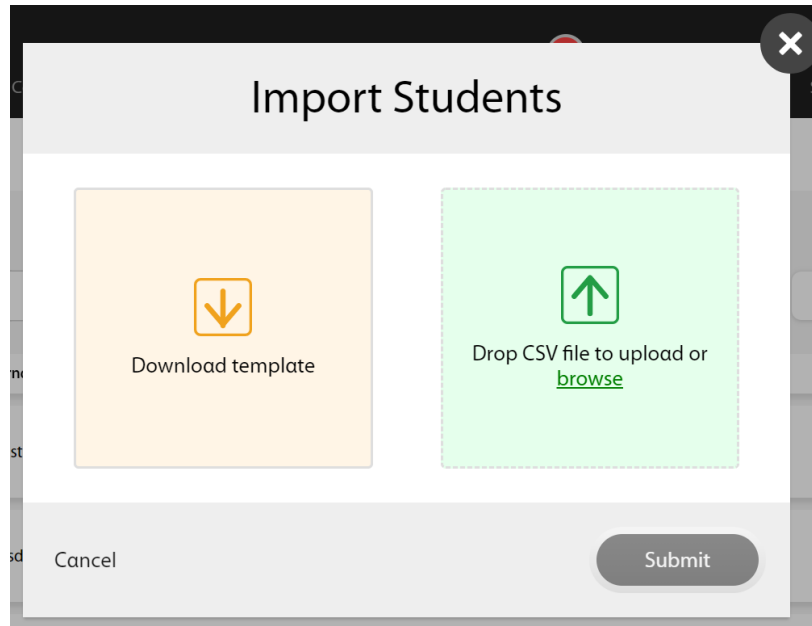 Import Students
Download template
Drop CSV file to upload or
browse
Cancel
Submit